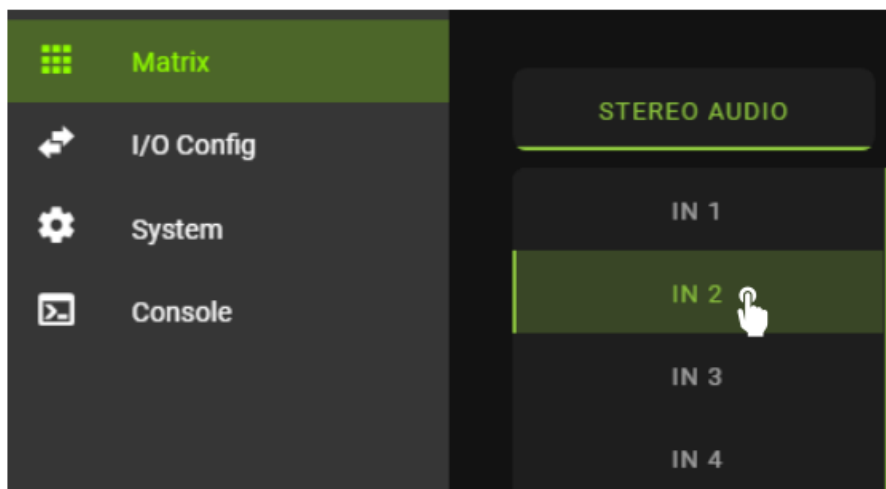 Matrix
I/O Config
System
Console
STEREO AUDIO
IN 1
IN 2
IN 3
IN 4